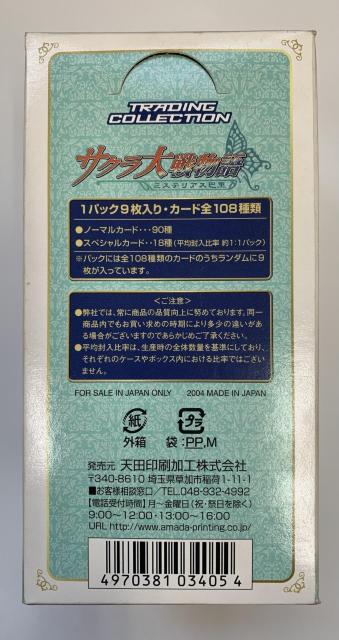 TRADING
COLLECTION
サクラ大戦物語
ミステリアス巴里
1パック9枚入り・カード全108種類
●ノーマルカード･･･90種
●スペシャルカード･･･18種(平均封入比率 約1:1パック)
※パックには全108種類のカードのうちランダムに9
枚が入っています。
<ご注意>
●弊社では、常に商品の品質向上に努めております。同一
商品内でもお買い求めの時期により多少の違いがあ
る場合がございますのであらかじめご了承ください。
●平均封入比率は、生産時の全体数量を基準にしており、
それぞれのケースやボックス内における比率ではござい
ません。
FOR SALE IN JAPAN ONLY 2004 MADE IN JAPAN
紙 プラ
外箱 袋:PP,M
発売元 天田印刷加工株式会社
〒340-8610 埼玉県草加市稲荷1-11-1
■お客様相談窓口/TEL.048-932-4992
【電話受付時間】月~金曜日(祝・祭日を除く)
9:00~12:00・13:00~16:00
URL http://www.amada-printing.co.jp/
4970381034054